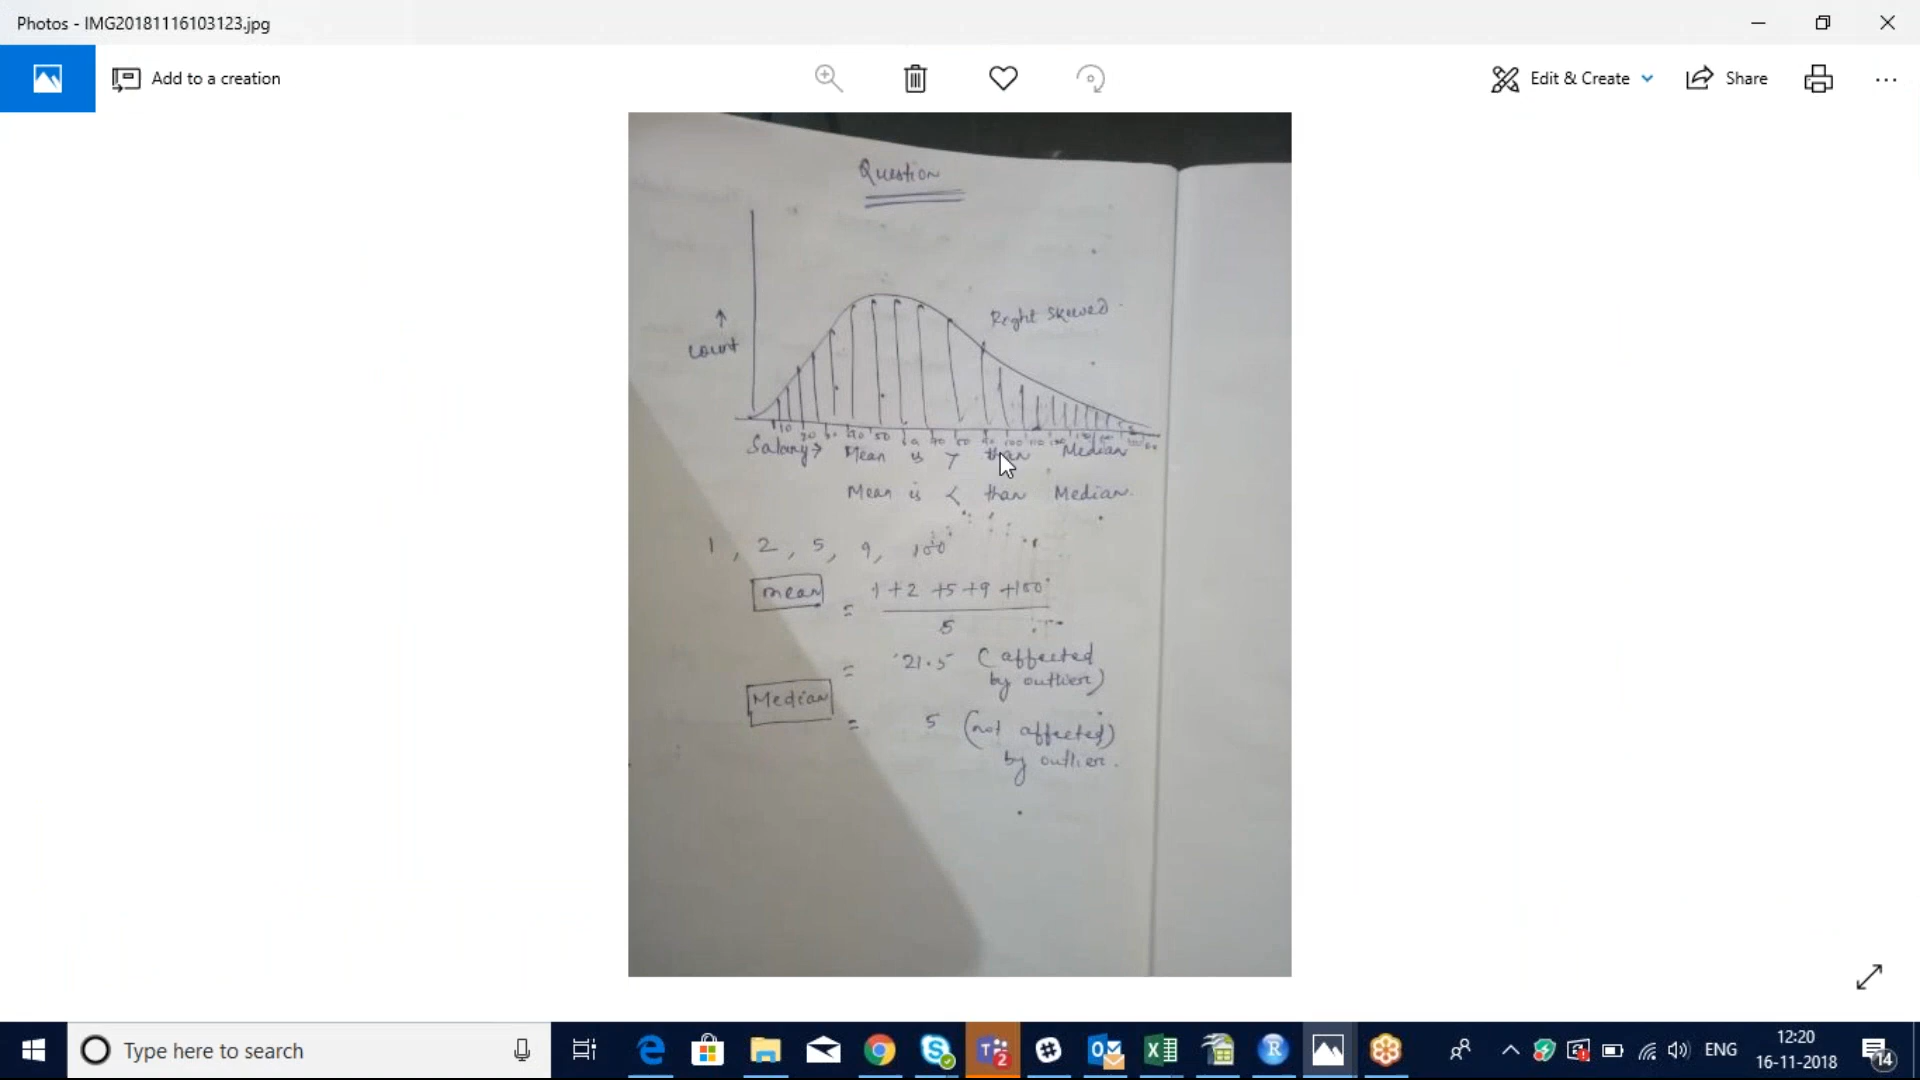 Photos - IMG20181116103123.jpg
Add to a creation
Edit & Create
Share
Question
Right skewed
↑
count
Salary → Mean is > than Median
Mean is < than Median.
1, 2, 5, 9, 100
mean = 1+2+5+9+100
5
= 21.5 (affected
by outlier)
Median
= 5 (not affected)
by outlier.
Type here to search
2
ENG
12:20
16-11-2018
14